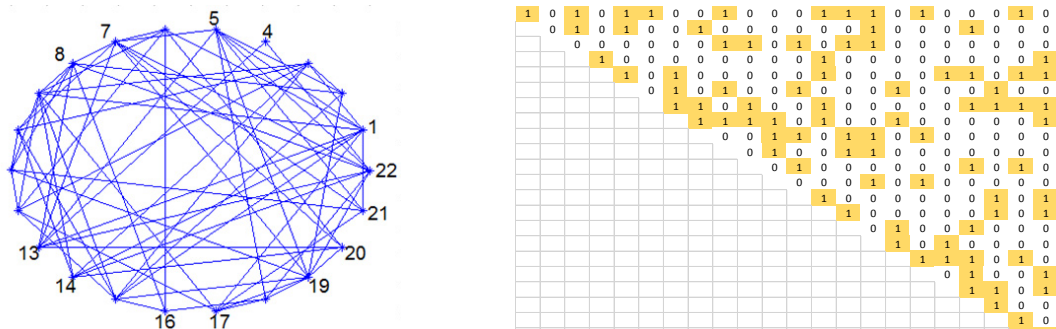 5
7
4
8
1
22
21
13
20
14
19
16
17
1 0 1 0 1 1 0 0 1 0 0 0 1 1 1 0 1 0 0 0 1 0
0 1 0 1 0 0 1 0 0 0 0 0 0 1 0 0 0 1 0 0 0
0 0 0 0 0 0 1 1 0 1 0 1 1 0 0 0 0 0 0 0
1 0 0 0 0 0 0 0 0 1 0 0 0 0 0 0 0 0 0
1 0 1 0 0 0 0 0 1 0 0 0 0 1 1 0 1 1
0 1 0 1 0 0 1 0 0 0 1 0 0 0 1 0 0
1 1 0 1 1 0 1 0 0 0 0 0 1 1 1 1
1 1 1 1 0 1 0 0 1 0 0 0 0 0 1
0 0 1 1 0 1 1 0 0 0 0 0 0 0
0 1 0 0 1 1 0 0 0 0 0 0 0
0 1 0 0 0 0 0 0 1 0 1 0
0 0 0 1 0 1 0 0 0 0 0
1 0 0 0 0 0 0 1 0 1
1 0 0 0 0 0 1 0 1
0 1 0 0 0 0 0 0
1 0 1 0 0 0 0
1 1 1 0 1 1
0 1 0 1 1
1 0 0 1
1 0 0
1 0